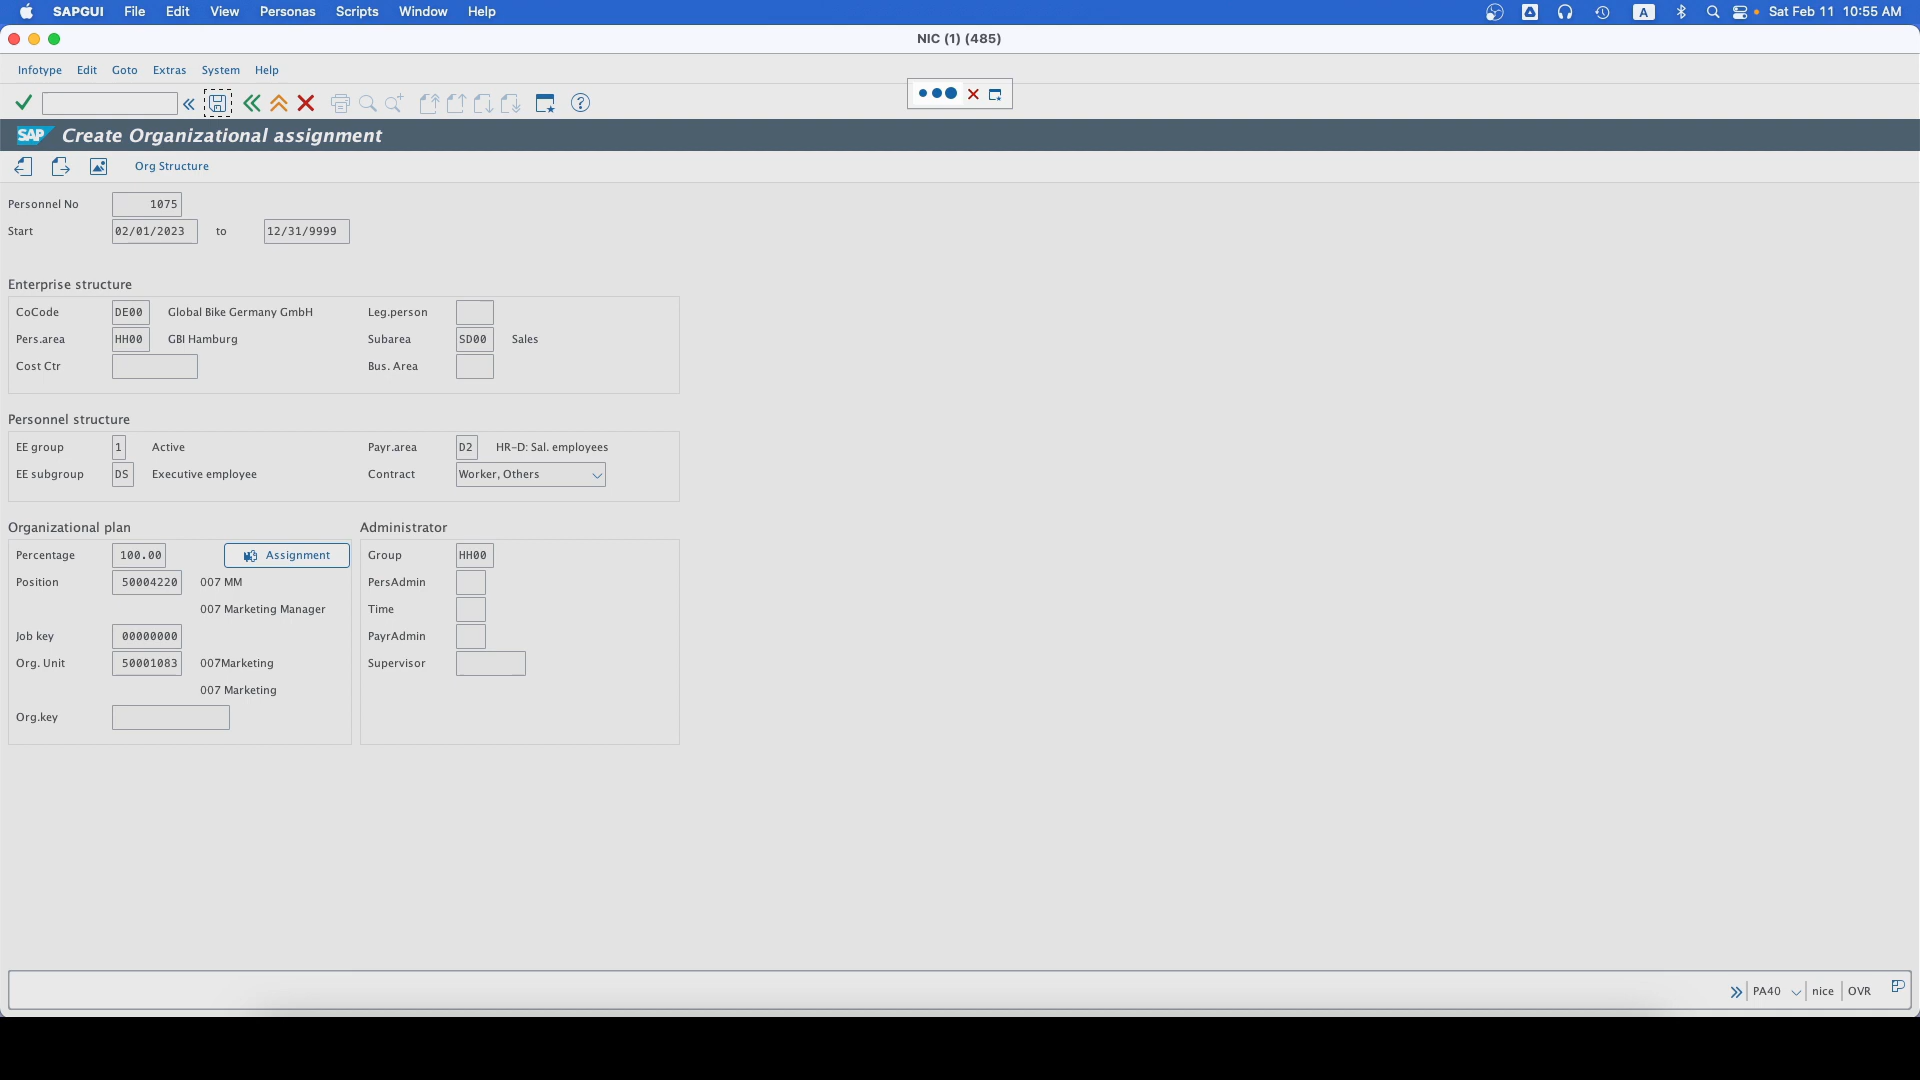 SAPGUI File Edit View Personas Scripts Window Help A Sat Feb 11 10:55 AM
NIC (1) (485)
Infotype Edit Goto Extras System Help
SAP Create Organizational assignment
Org Structure
Personnel No 1075
Start 02/01/2023 to 12/31/9999
Enterprise structure
CoCode DE00 Global Bike Germany GmbH Leg.person
Pers.area HH00 GBI Hamburg Subarea SD00 Sales
Cost Ctr Bus. Area
Personnel structure
EE group 1 Active Payr.area D2 HR-D: Sal. employees
EE subgroup DS Executive employee Contract Worker, Others
Organizational plan Administrator
Percentage 100.00 Assignment Group HH00
Position 50004220 007 MM PersAdmin
007 Marketing Manager Time
Job key 00000000 PayrAdmin
Org. Unit 50001083 007Marketing Supervisor
007 Marketing
Org.key
PA40 nice OVR